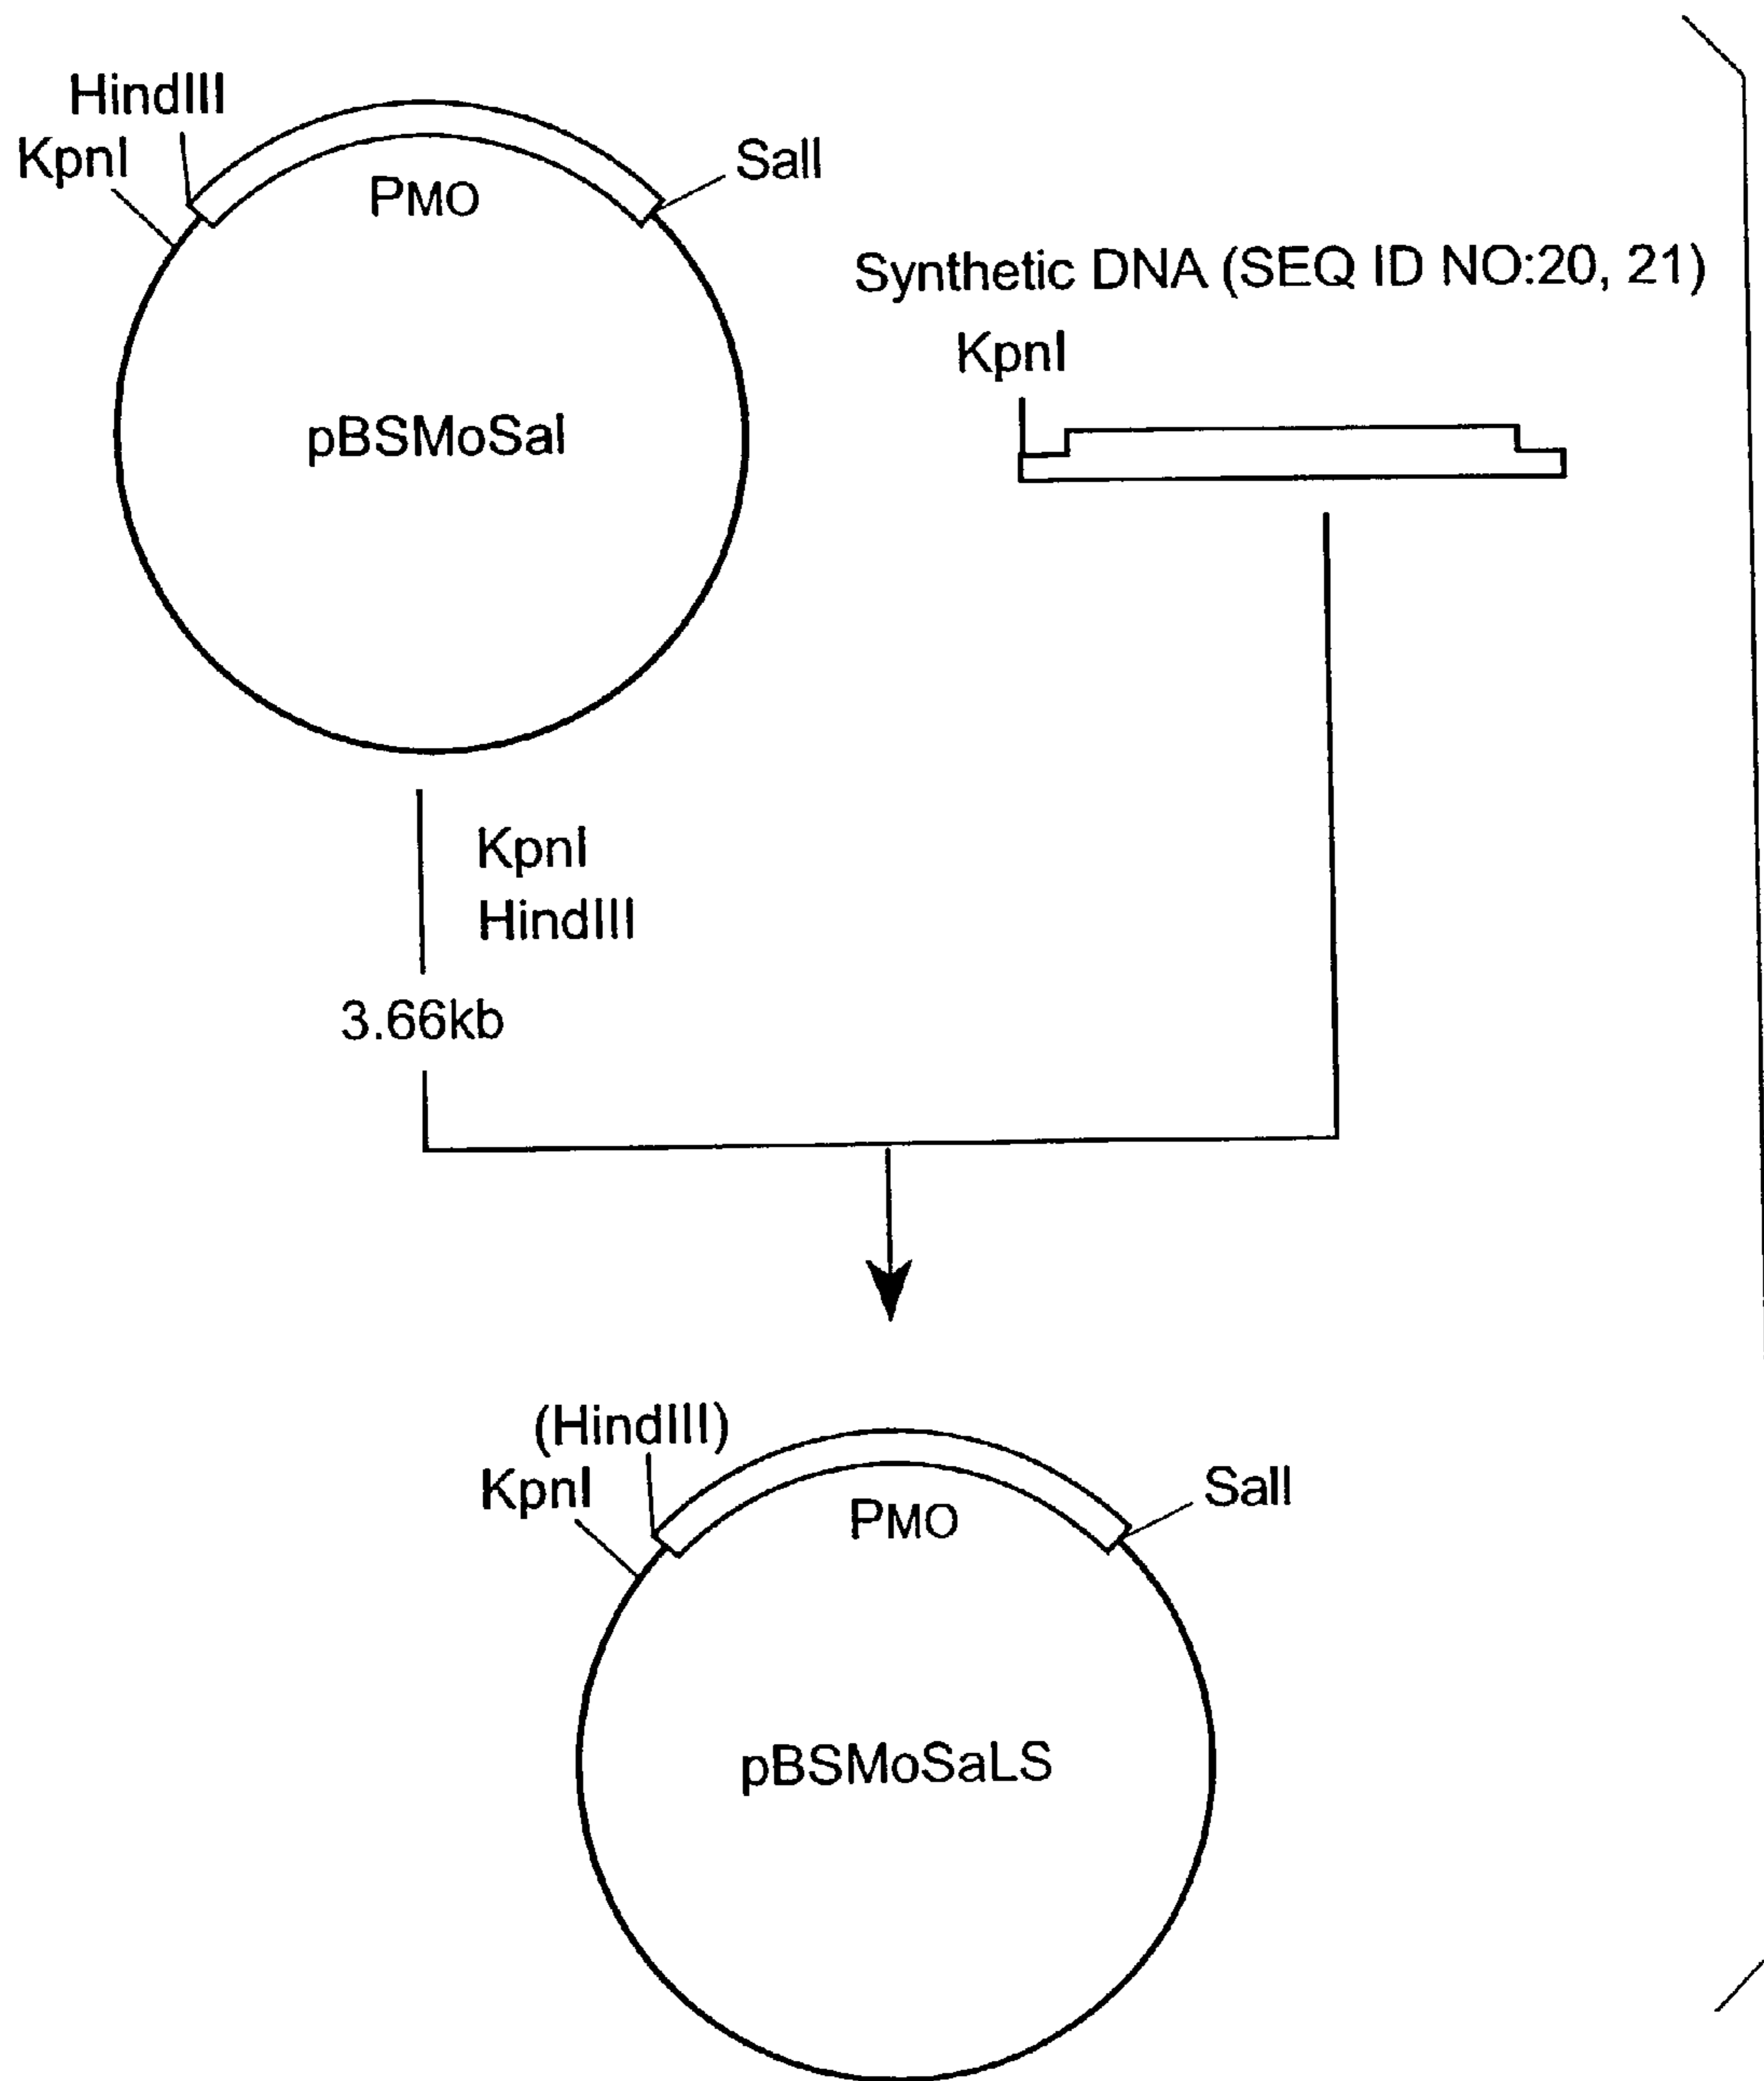 HindIII
KpnI
SalI
PMO
pBSMoSal
Synthetic DNA (SEQ ID NO:20, 21)
KpnI
KpnI
HindIII
3.66kb
(HindIII)
KpnI
SalI
PMO
pBSMoSaLS